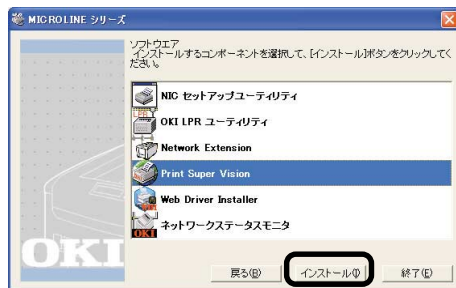 MICROLINE シリーズ
ソフトウエア
インストールするコンポーネントを選択して、[インストール]ボタンをクリックしてく
ださい。
NIC セットアップユーティリティ
OKI LPR ユーティリティ
Network Extension
Print Super Vision
Web Driver Installer
ネットワークステータスモニタ
OKI
戻る(B)
インストール(I)
終了(E)